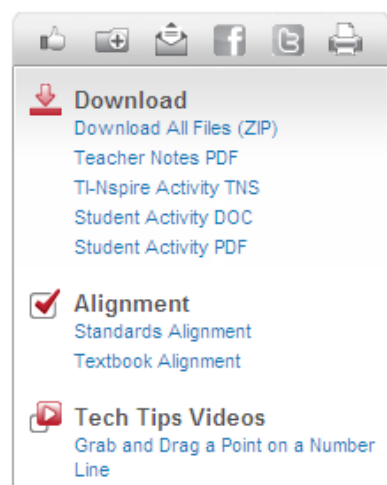 Download
Download All Files (ZIP)
Teacher Notes PDF
TI-Nspire Activity TNS
Student Activity DOC
Student Activity PDF
Alignment
Standards Alignment
Textbook Alignment
Tech Tips Videos
Grab and Drag a Point on a Number
Line